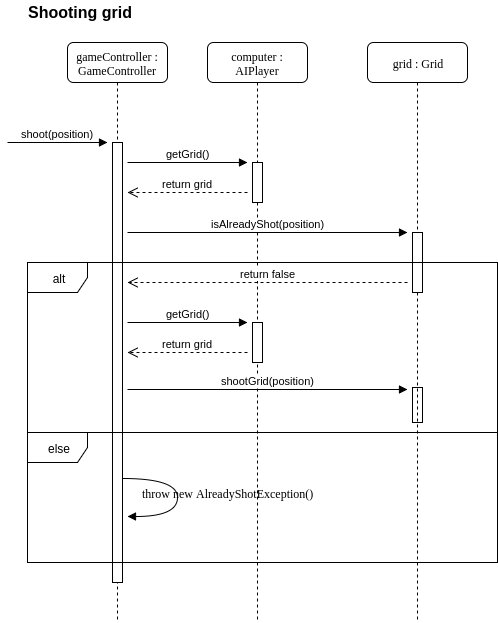 Shooting grid
gameController :
GameController
computer :
AIPlayer
grid : Grid
shoot(position)
getGrid()
return grid
isAlreadyShot(position)
alt
return false
getGrid()
return grid
shootGrid(position)
else
throw new AlreadyShotException()